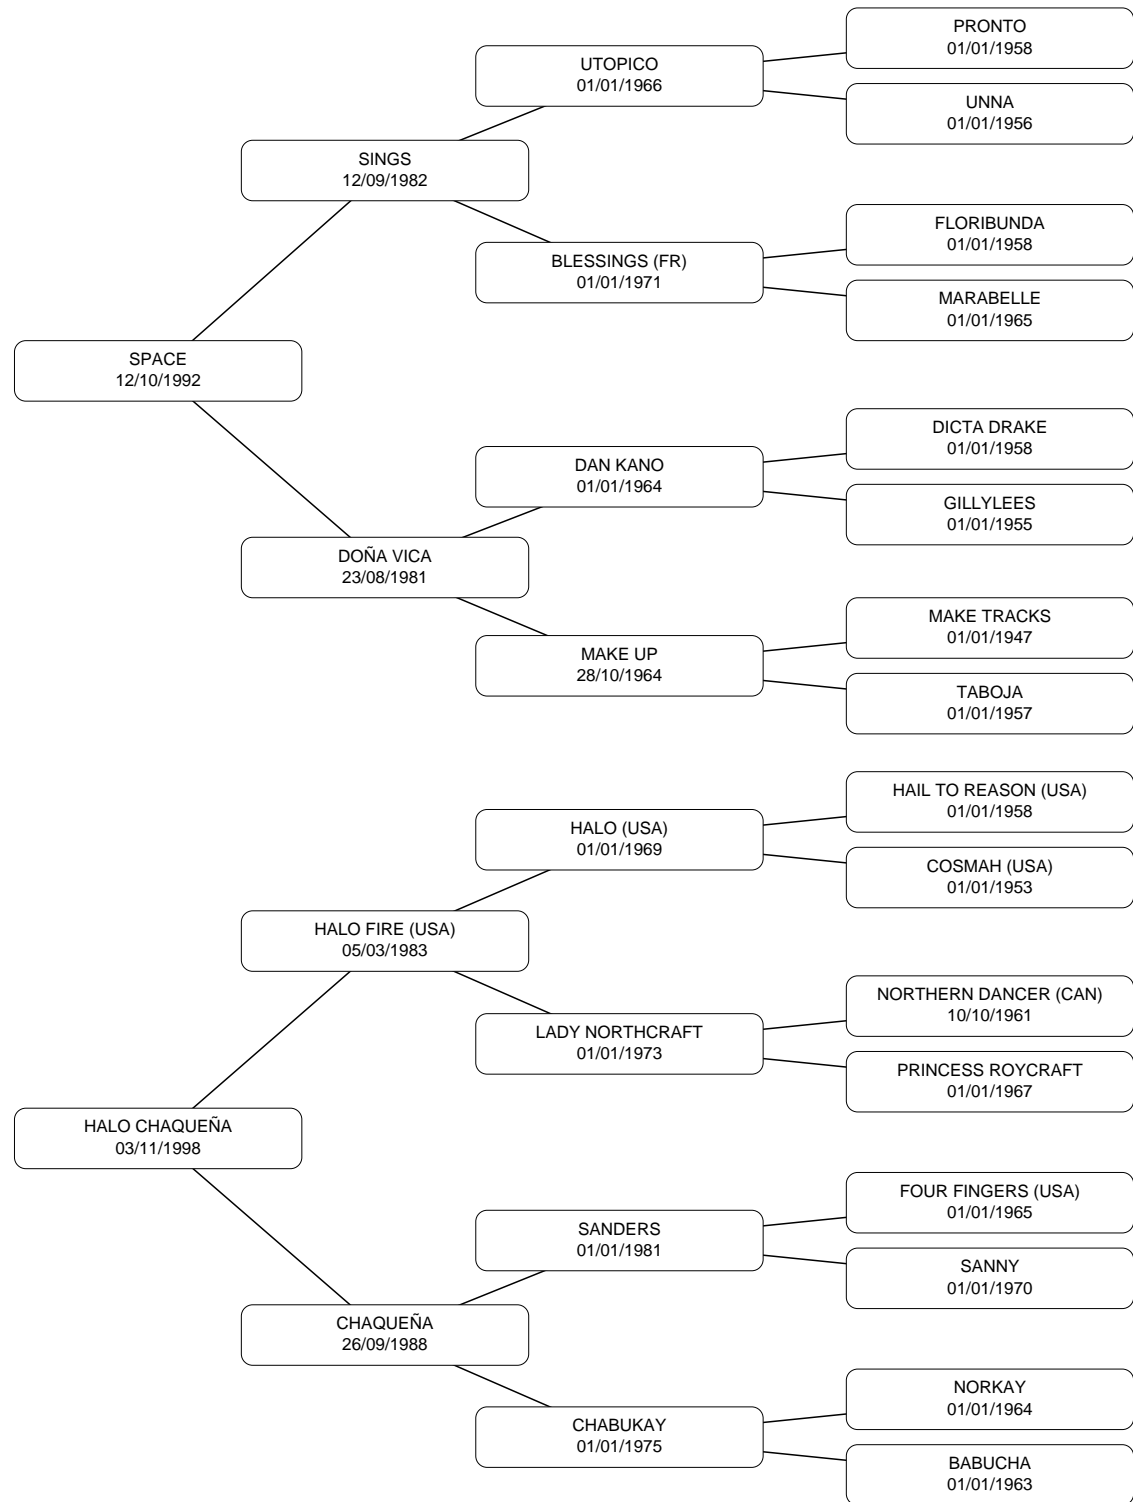 PRONTO
01/01/1958
UTOPICO
01/01/1966
UNNA
01/01/1956
SINGS
12/09/1982
FLORIBUNDA
01/01/1958
BLESSINGS (FR)
01/01/1971
MARABELLE
01/01/1965
SPACE
12/10/1992
DICTA DRAKE
01/01/1958
DAN KANO
01/01/1964
GILLYLEES
01/01/1955
DOÑA VICA
23/08/1981
MAKE TRACKS
01/01/1947
MAKE UP
28/10/1964
TABOJA
01/01/1957
HAIL TO REASON (USA)
01/01/1958
HALO (USA)
01/01/1969
COSMAH (USA)
01/01/1953
HALO FIRE (USA)
05/03/1983
NORTHERN DANCER (CAN)
10/10/1961
LADY NORTHCRAFT
01/01/1973
PRINCESS ROYCRAFT
01/01/1967
HALO CHAQUEÑA
03/11/1998
FOUR FINGERS (USA)
01/01/1965
SANDERS
01/01/1981
SANNY
01/01/1970
CHAQUEÑA
26/09/1988
NORKAY
01/01/1964
CHABUKAY
01/01/1975
BABUCHA
01/01/1963